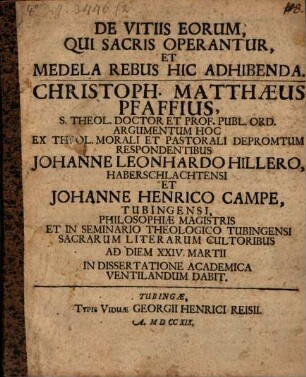 DE VITIIS EORUM,
QUI SACRIS OPERANTUR,
ET
MEDELA REBUS HIC ADHIBENDA.
CHRISTOPH. MATTHÆUS
PFAFFIUS,
S. THEOL. DOCTOR ET PROF. PUBL. ORD.
ARGUMENTUM HOC
EX THEOL. MORALI ET PASTORALI DEPROMTUM
RESPONDENTIBUS
JOHANNE LEONHARDO HILLERO,
HABERSCHLACHTENSI
ET
JOHANNE HENRICO CAMPE,
TUBINGENSI,
PHILOSOPHIÆ MAGISTRIS
ET IN SEMINARIO THEOLOGICO TUBINGENSI
SACRARUM LITERARUM CULTORIBUS
AD DIEM XXIV. MARTII
IN DISSERTATIONE ACADEMICA
VENTILANDUM DABIT.
TUBINGÆ,
TYPIS VIDUÆ GEORGII HENRICI REISII.
A. MDCCXIX.